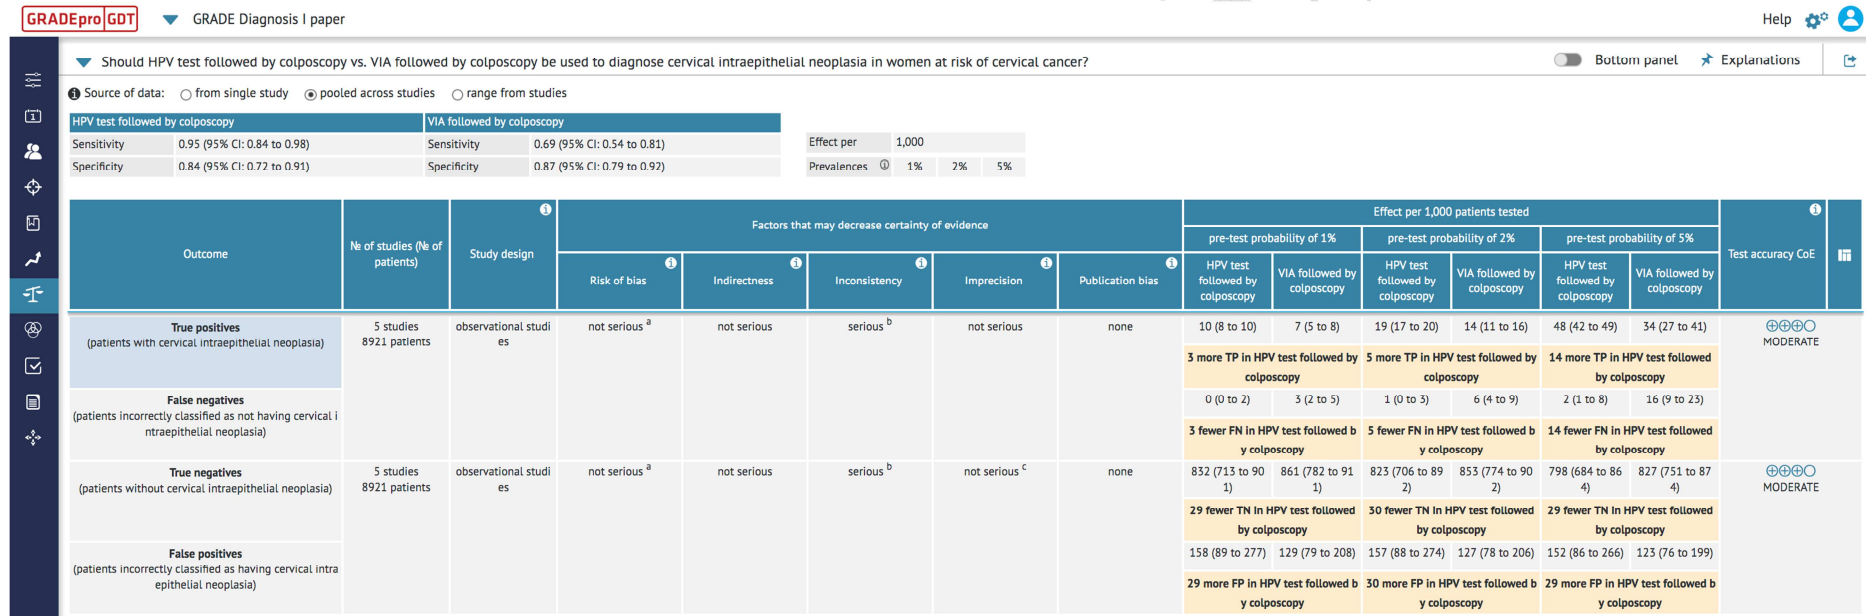 GRADEpro GDT
GRADE Diagnosis I paper
Help
Should HPV test followed by colposcopy vs. VIA followed by colposcopy be used to diagnose cervical intraepithelial neoplasia in women at risk of cervical cancer?
Bottom panel
Explanations
Source of data: from single study pooled across studies range from studies
HPV test followed by colposcopy VIA followed by colposcopy
Sensitivity 0.95 (95% CI: 0.84 to 0.98) Sensitivity 0.69 (95% CI: 0.54 to 0.81)
Specificity 0.84 (95% CI: 0.72 to 0.91) Specificity 0.87 (95% CI: 0.79 to 0.92)
Effect per 1,000
Prevalences 1% 2% 5%
Outcome
№ of studies (№ of
patients)
Study design
Factors that may decrease certainty of evidence
Risk of bias
Indirectness
Inconsistency
Imprecision
Publication bias
Effect per 1,000 patients tested
pre-test probability of 1% pre-test probability of 2% pre-test probability of 5%
HPV test
followed by
colposcopy
VIA followed by
colposcopy
HPV test
followed by
colposcopy
VIA followed by
colposcopy
HPV test
followed by
colposcopy
VIA followed by
colposcopy
Test accuracy CoE
True positives
(patients with cervical intraepithelial neoplasia)
5 studies
8921 patients
observational studi
es
not serious a
not serious
serious b
not serious
none
10 (8 to 10) 7 (5 to 8) 19 (17 to 20) 14 (11 to 16) 48 (42 to 49) 34 (27 to 41)
3 more TP in HPV test followed by
colposcopy
5 more TP in HPV test followed by
colposcopy
14 more TP in HPV test followed
by colposcopy
MODERATE
False negatives
(patients incorrectly classified as not having cervical i
ntraepithelial neoplasia)
0 (0 to 2) 3 (2 to 5) 1 (0 to 3) 6 (4 to 9) 2 (1 to 8) 16 (9 to 23)
3 fewer FN in HPV test followed b
y colposcopy
5 fewer FN in HPV test followed b
y colposcopy
14 fewer FN in HPV test followed
by colposcopy
True negatives
(patients without cervical intraepithelial neoplasia)
5 studies
8921 patients
observational studi
es
not serious a
not serious
serious b
not serious c
none
832 (713 to 90
1)
861 (782 to 91
1)
823 (706 to 89
2)
853 (774 to 90
2)
798 (684 to 86
4)
827 (751 to 87
4)
29 fewer TN in HPV test followed
by colposcopy
30 fewer TN in HPV test followed
by colposcopy
29 fewer TN in HPV test followed
by colposcopy
MODERATE
False positives
(patients incorrectly classified as having cervical intra
epithelial neoplasia)
158 (89 to 277) 129 (79 to 208) 157 (88 to 274) 127 (78 to 206) 152 (86 to 266) 123 (76 to 199)
29 more FP in HPV test followed b
y colposcopy
30 more FP in HPV test followed b
y colposcopy
29 more FP in HPV test followed b
y colposcopy